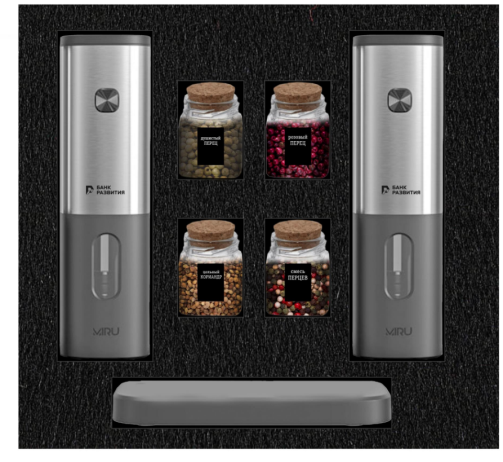 БАНК
РАЗВИТИЯ
MIRU
душистый
ПЕРЕЦ
розовый
ПЕРЕЦ
цельный
КОРИАНДР
смесь
ПЕРЦЕВ
БАНК
РАЗВИТИЯ
MIRU